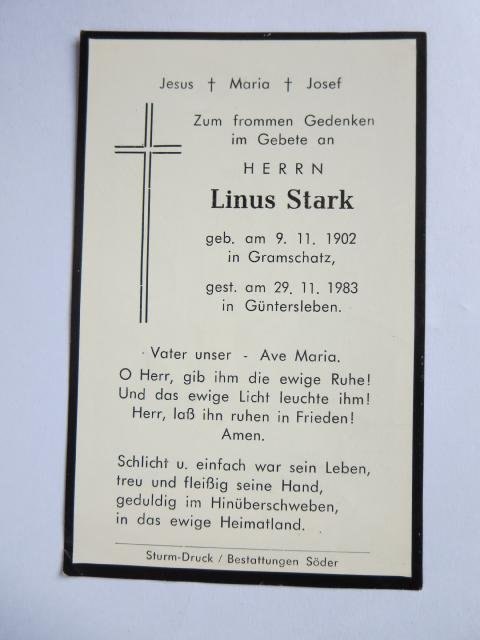 Jesus † Maria † Josef
Zum frommen Gedenken
im Gebete an
HERRN
Linus Stark
geb. am 9. 11. 1902
in Gramschatz,
gest. am 29. 11. 1983
in Güntersleben.
Vater unser - Ave Maria.
O Herr, gib ihm die ewige Ruhe!
Und das ewige Licht leuchte ihm!
Herr, laß ihn ruhen in Frieden!
Amen.
Schlicht u. einfach war sein Leben,
treu und fleißig seine Hand,
geduldig im Hinüberschweben,
in das ewige Heimatland.
Sturm-Druck / Bestattungen Söder